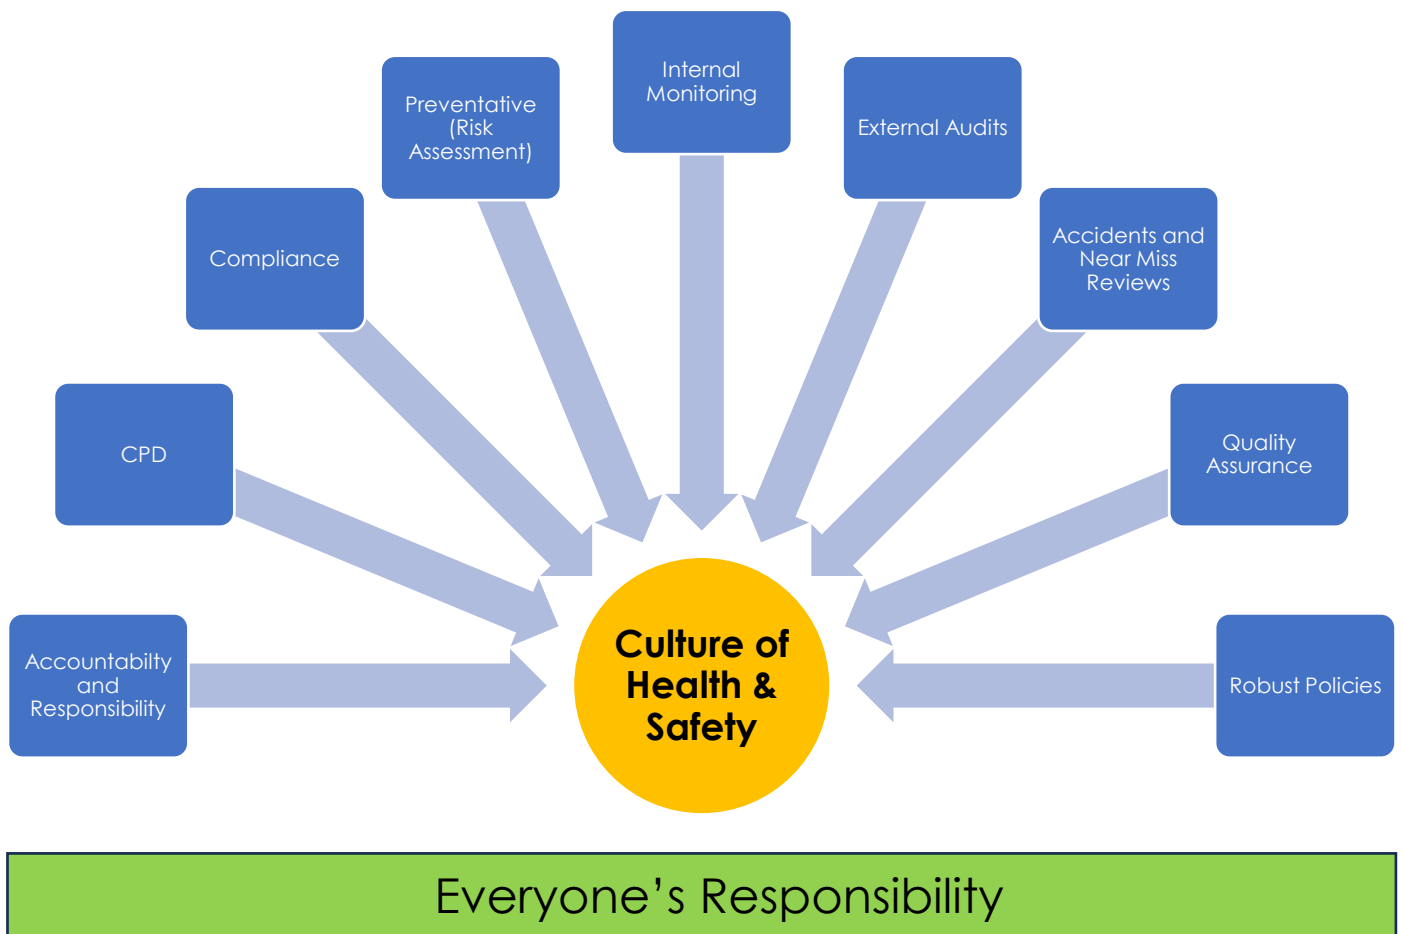 Internal
Monitoring
Preventative
(Risk
Assessment)
External Audits
Compliance
Accidents and
Near Miss
Reviews
CPD
Quality
Assurance
Accountabilty
and
Responsibility
Culture of
Health &
Safety
Robust Policies
Everyone’s Responsibility